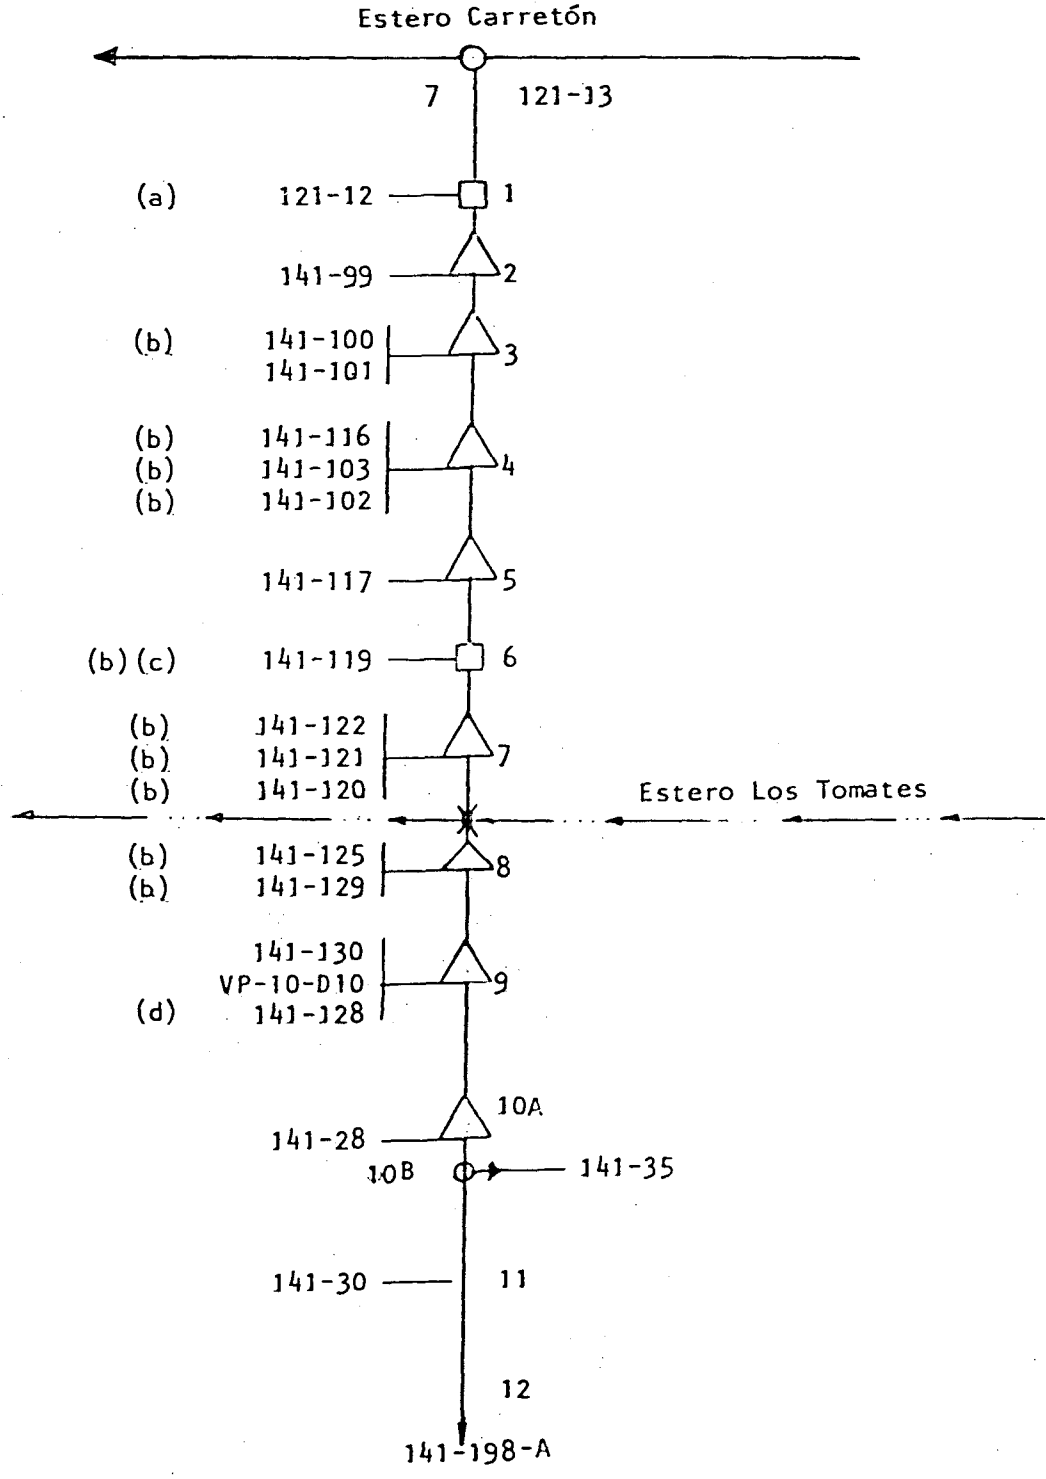 Estero Carretón
7 121-13
(a) 121-12 1
141-99 2
(b) 141-100
3
141-101
(b) 141-116
(b) 141-103 4
(b) 141-102
141-117 5
(b)(c) 141-119 6
(b) 141-122
(b) 141-121 7
(b) 141-120
Estero Los Tomates
(b) 141-125
8
(b) 141-129
141-130
VP-10-D10 9
(d) 141-128
10A
141-28
10B 141-35
141-30 11
12
141-198-A